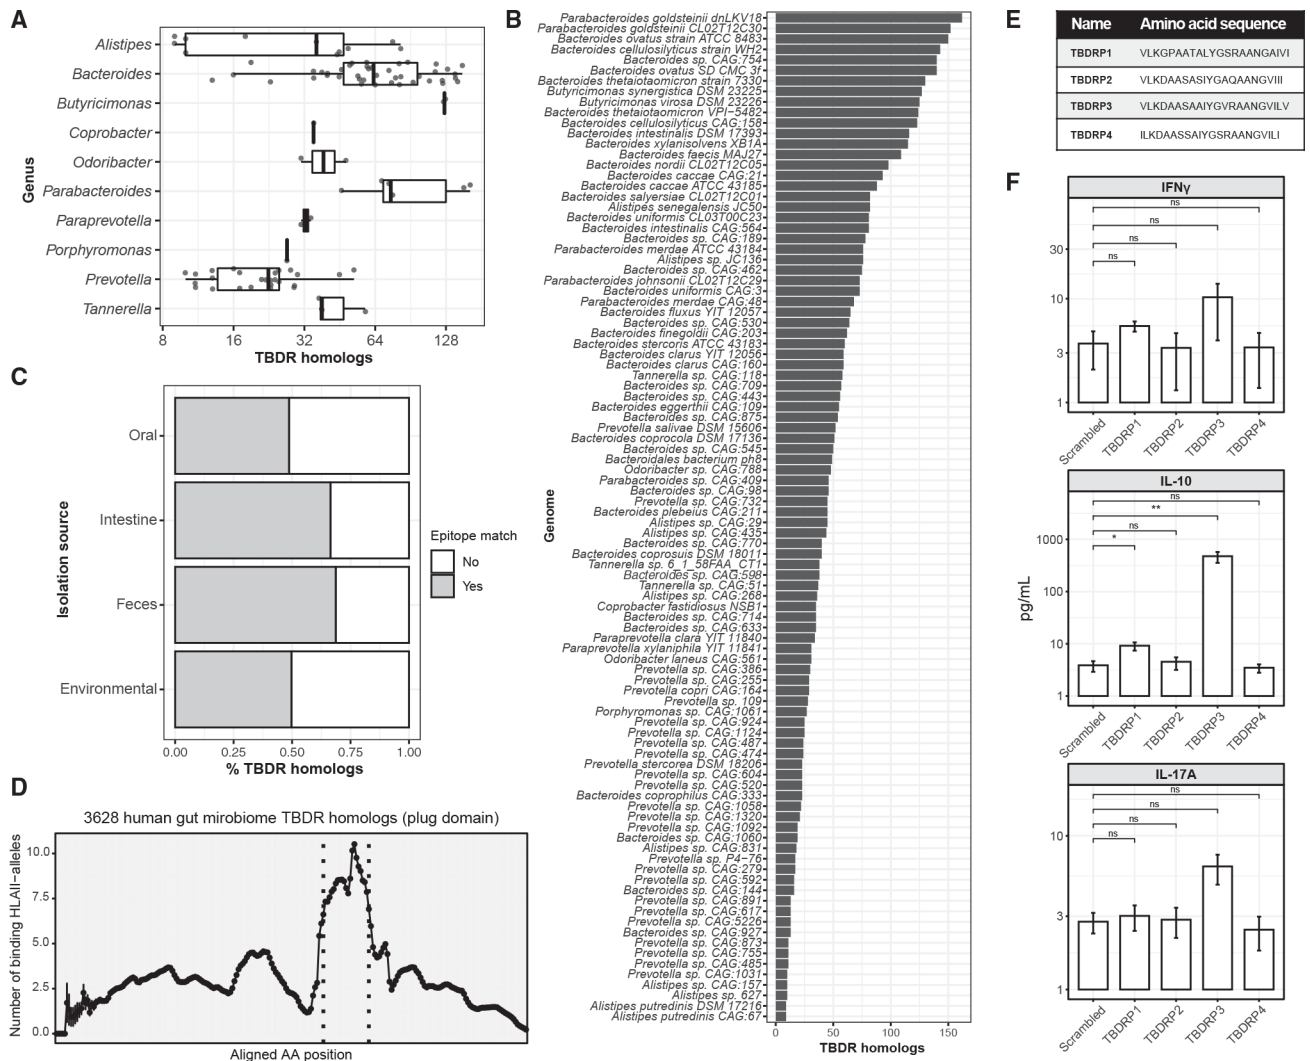 A
Genus
Alistipes
Bacteroides
Butyricimonas
Coprobacter
Odoribacter
Parabacteroides
Paraprevotella
Porphyromonas
Prevotella
Tannerella
8 16 32 64 128
TBDR homologs
B
Genome
Parabacteroides goldsteinii dnLKV18
Parabacteroides goldsteinii CL02T12C30
Bacteroides ovatus strain ATCC 8483
Bacteroides cellulosilyticus strain WH2
Bacteroides sp. CAG:754
Bacteroides ovatus SD CMC 3f
Bacteroides thetaiotaomicron strain 7330
Butyricimonas synergistica DSM 23225
Butyricimonas virosa DSM 23226
Bacteroides thetaiotaomicron VPI-5482
Bacteroides cellulosilyticus CAG:158
Bacteroides intestinalis DSM 17393
Bacteroides xylanisolvens XB1A
Bacteroides faecis MAJ27
Bacteroides nordii CL02T12C05
Bacteroides caccae CAG:21
Bacteroides caccae ATCC 43185
Bacteroides salyersiae CL02T12C01
Alistipes senegalensis JC50
Bacteroides uniformis CL03T00C23
Bacteroides intestinalis CAG:564
Bacteroides sp. CAG:189
Parabacteroides merdae ATCC 43184
Alistipes sp. JC136
Bacteroides sp. CAG:462
Parabacteroides johnsonii CL02T12C29
Bacteroides uniformis CAG:3
Parabacteroides merdae CAG:48
Bacteroides fluxus YIT 12057
Bacteroides sp. CAG:530
Bacteroides finegoldii CAG:203
Bacteroides stercoris ATCC 43183
Bacteroides clarus YIT 12056
Bacteroides clarus CAG:160
Tannerella sp. CAG:118
Bacteroides sp. CAG:709
Bacteroides sp. CAG:443
Bacteroides eggerthii CAG:109
Bacteroides sp. CAG:875
Prevotella salivae DSM 15606
Bacteroides coprocola DSM 17136
Bacteroides sp. CAG:545
Bacteroidales bacterium ph8
Odoribacter sp. CAG:788
Parabacteroides sp. CAG:409
Bacteroides sp. CAG:98
Prevotella sp. CAG:732
Bacteroides plebeius CAG:211
Alistipes sp. CAG:29
Alistipes sp. CAG:435
Bacteroides sp. CAG:770
Bacteroides coprosuis DSM 18011
Tannerella sp. 6_1_58FAA_CT1
Bacteroides sp. CAG:598
Tannerella sp. CAG:51
Alistipes sp. CAG:268
Coprobacter fastidiosus NSB1
Bacteroides sp. CAG:714
Bacteroides sp. CAG:633
Paraprevotella clara YIT 11840
Paraprevotella xylaniphila YIT 11841
Odoribacter laneus CAG:561
Prevotella sp. CAG:386
Prevotella sp. CAG:255
Prevotella copri CAG:164
Prevotella sp. 109
Porphyromonas sp. CAG:1061
Prevotella sp. CAG:924
Prevotella sp. CAG:1124
Prevotella sp. CAG:487
Prevotella sp. CAG:474
Prevotella stercorea DSM 18206
Prevotella sp. CAG:604
Prevotella sp. CAG:520
Bacteroides coprophilus CAG:333
Prevotella sp. CAG:1058
Prevotella sp. CAG:1320
Prevotella sp. CAG:1092
Bacteroides sp. CAG:1060
Alistipes sp. CAG:831
Prevotella sp. P4-76
Prevotella sp. CAG:279
Prevotella sp. CAG:592
Bacteroides sp. CAG:144
Prevotella sp. CAG:891
Prevotella sp. CAG:617
Prevotella sp. CAG:5226
Bacteroides sp. CAG:927
Prevotella sp. CAG:873
Prevotella sp. CAG:755
Prevotella sp. CAG:485
Prevotella sp. CAG:1031
Alistipes sp. CAG:157
Alistipes sp. 627
Alistipes putredinis DSM 17216
Alistipes putredinis CAG:67
0 50 100 150
TBDR homologs
C
Isolation source
Oral
Intestine
Feces
Environmental
0.00 0.25 0.50 0.75 1.00
% TBDR homologs
Epitope match
No
Yes
D
3628 human gut mirobiome TBDR homologs (plug domain)
Number of binding HLAII-alleles
10.0
7.5
5.0
2.5
0.0
Aligned AA position
E
Name Amino acid sequence
TBDRP1 VLKGPAATALYGSRAANGAIVI
TBDRP2 VLKDAASASIYGAQAANGVIII
TBDRP3 VLKDAASAAIYGVRAANGVILV
TBDRP4 ILKDAASSAIYGSRAANGVILI
F
pg/mL
IFNγ
ns
ns
ns
ns
30
10
3
1
Scrambled TBDRP1 TBDRP2 TBDRP3 TBDRP4
IL-10
ns
**
ns
*
1000
100
10
1
Scrambled TBDRP1 TBDRP2 TBDRP3 TBDRP4
IL-17A
ns
ns
ns
ns
10
3
1
Scrambled TBDRP1 TBDRP2 TBDRP3 TBDRP4